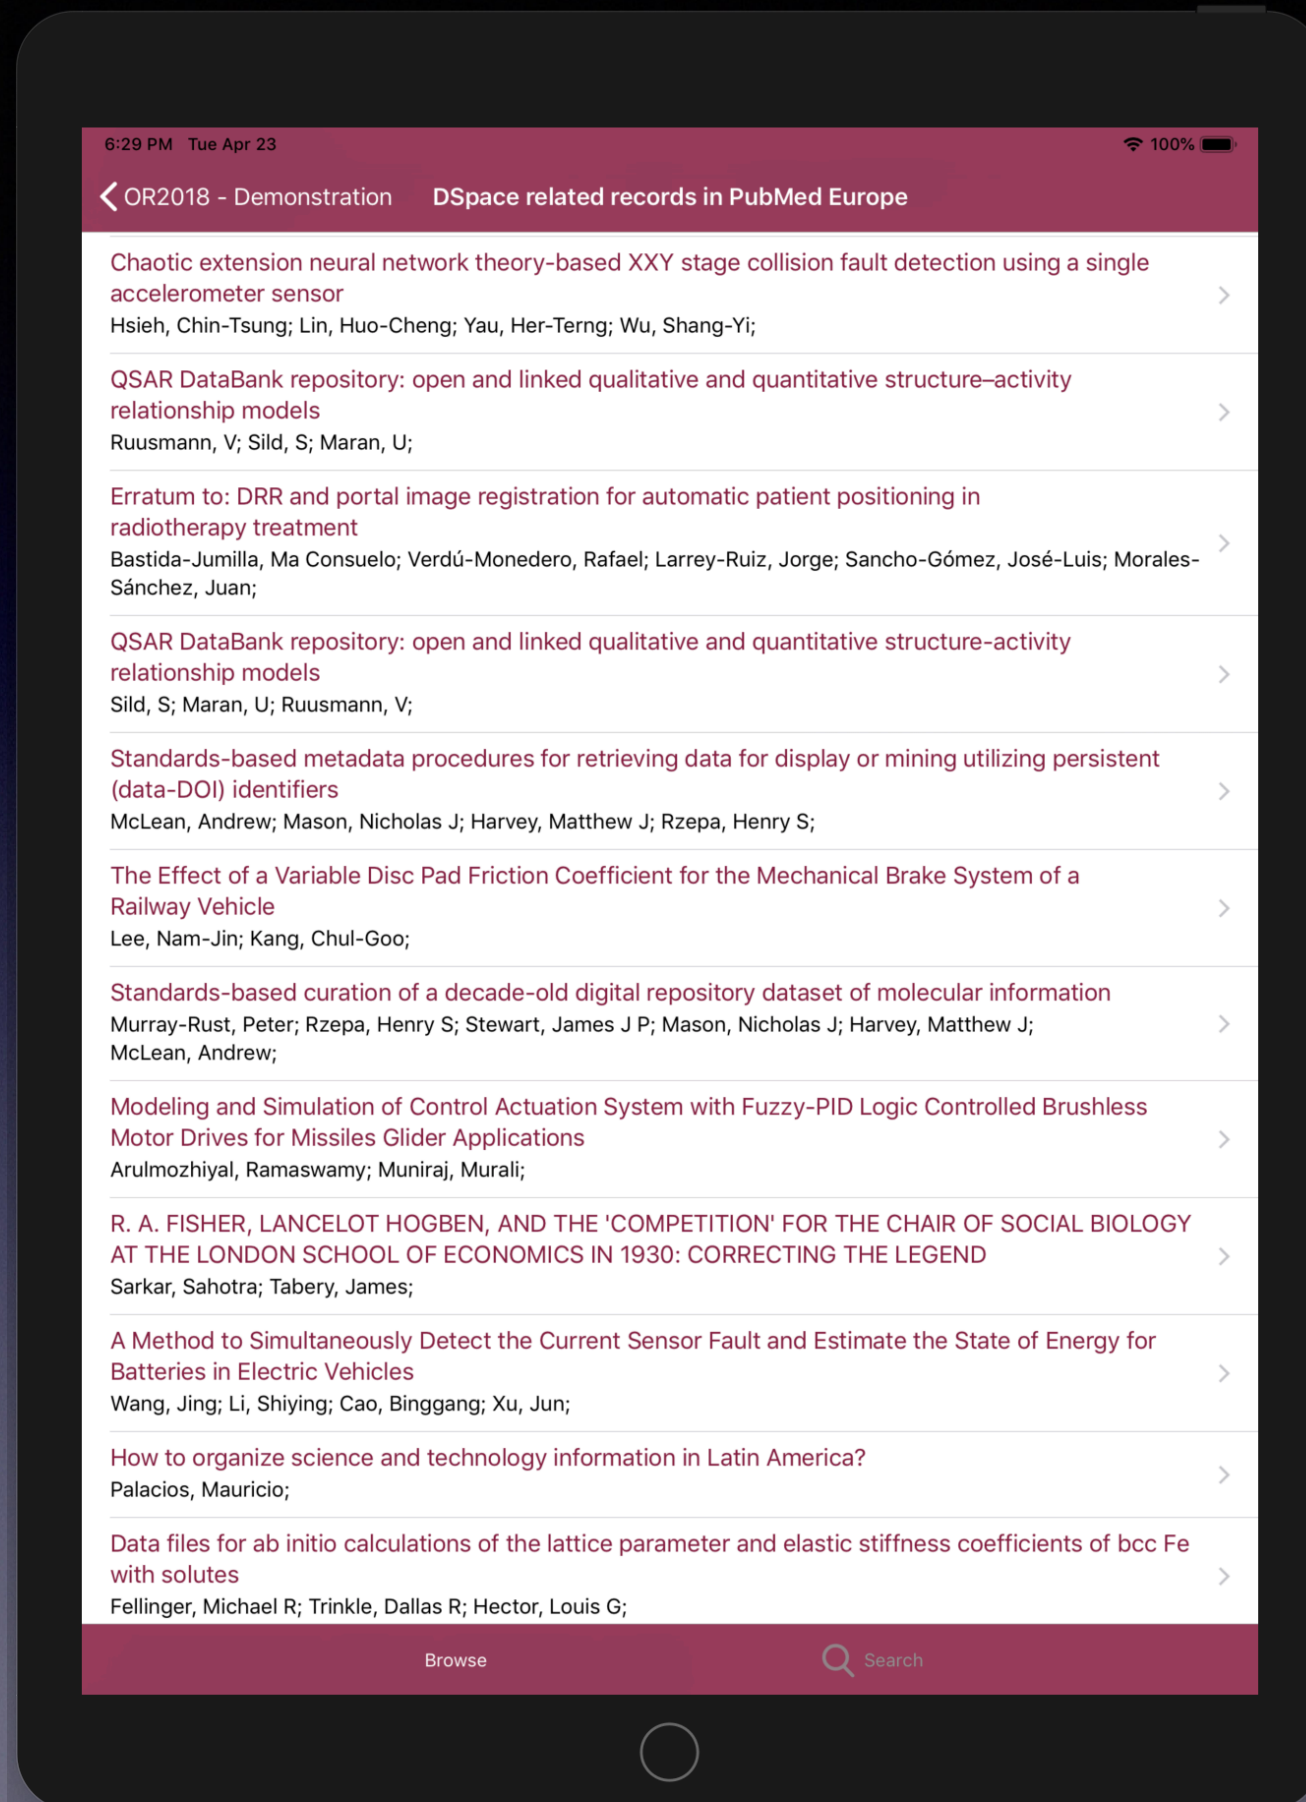 6:29 PM Tue Apr 23
100%
OR2018 - Demonstration
DSpace related records in PubMed Europe
Chaotic extension neural network theory-based XXY stage collision fault detection using a single
accelerometer sensor
Hsieh, Chin-Tsung; Lin, Huo-Cheng; Yau, Her-Terng; Wu, Shang-Yi;
QSAR DataBank repository: open and linked qualitative and quantitative structure–activity
relationship models
Ruusmann, V; Sild, S; Maran, U;
Erratum to: DRR and portal image registration for automatic patient positioning in
radiotherapy treatment
Bastida-Jumilla, Ma Consuelo; Verdú-Monedero, Rafael; Larrey-Ruiz, Jorge; Sancho-Gómez, José-Luis; Morales-
Sánchez, Juan;
QSAR DataBank repository: open and linked qualitative and quantitative structure-activity
relationship models
Sild, S; Maran, U; Ruusmann, V;
Standards-based metadata procedures for retrieving data for display or mining utilizing persistent
(data-DOI) identifiers
McLean, Andrew; Mason, Nicholas J; Harvey, Matthew J; Rzepa, Henry S;
The Effect of a Variable Disc Pad Friction Coefficient for the Mechanical Brake System of a
Railway Vehicle
Lee, Nam-Jin; Kang, Chul-Goo;
Standards-based curation of a decade-old digital repository dataset of molecular information
Murray-Rust, Peter; Rzepa, Henry S; Stewart, James J P; Mason, Nicholas J; Harvey, Matthew J;
McLean, Andrew;
Modeling and Simulation of Control Actuation System with Fuzzy-PID Logic Controlled Brushless
Motor Drives for Missiles Glider Applications
Arulmozhiyal, Ramaswamy; Muniraj, Murali;
R. A. FISHER, LANCELOT HOGBEN, AND THE 'COMPETITION' FOR THE CHAIR OF SOCIAL BIOLOGY
AT THE LONDON SCHOOL OF ECONOMICS IN 1930: CORRECTING THE LEGEND
Sarkar, Sahotra; Tabery, James;
A Method to Simultaneously Detect the Current Sensor Fault and Estimate the State of Energy for
Batteries in Electric Vehicles
Wang, Jing; Li, Shiying; Cao, Binggang; Xu, Jun;
How to organize science and technology information in Latin America?
Palacios, Mauricio;
Data files for ab initio calculations of the lattice parameter and elastic stiffness coefficients of bcc Fe
with solutes
Fellinger, Michael R; Trinkle, Dallas R; Hector, Louis G;
Browse
Search